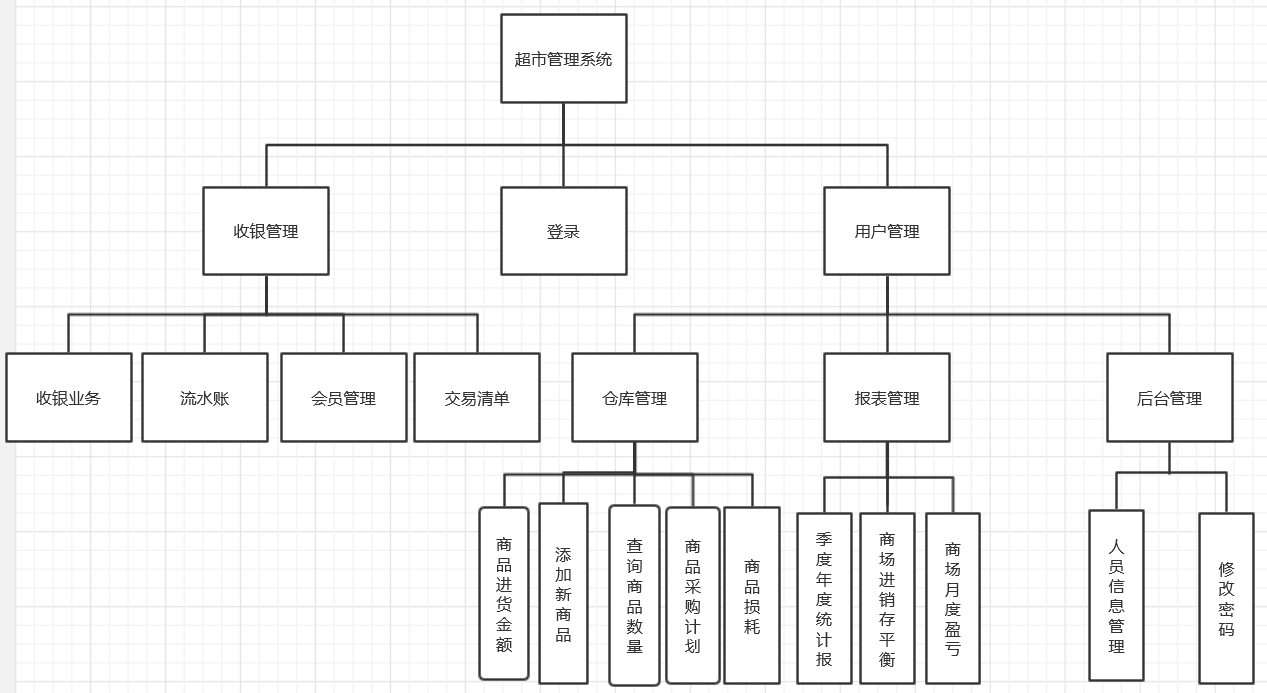 超市管理系统
收银管理
登录
用户管理
收银业务
流水账
会员管理
交易清单
仓库管理
报表管理
后台管理
商品进货金额
添加新商品
查询商品数量
商品采购计划
商品损耗
季度年度统计报
商场进销存平衡
商场月度盈亏
人员信息管理
修改密码